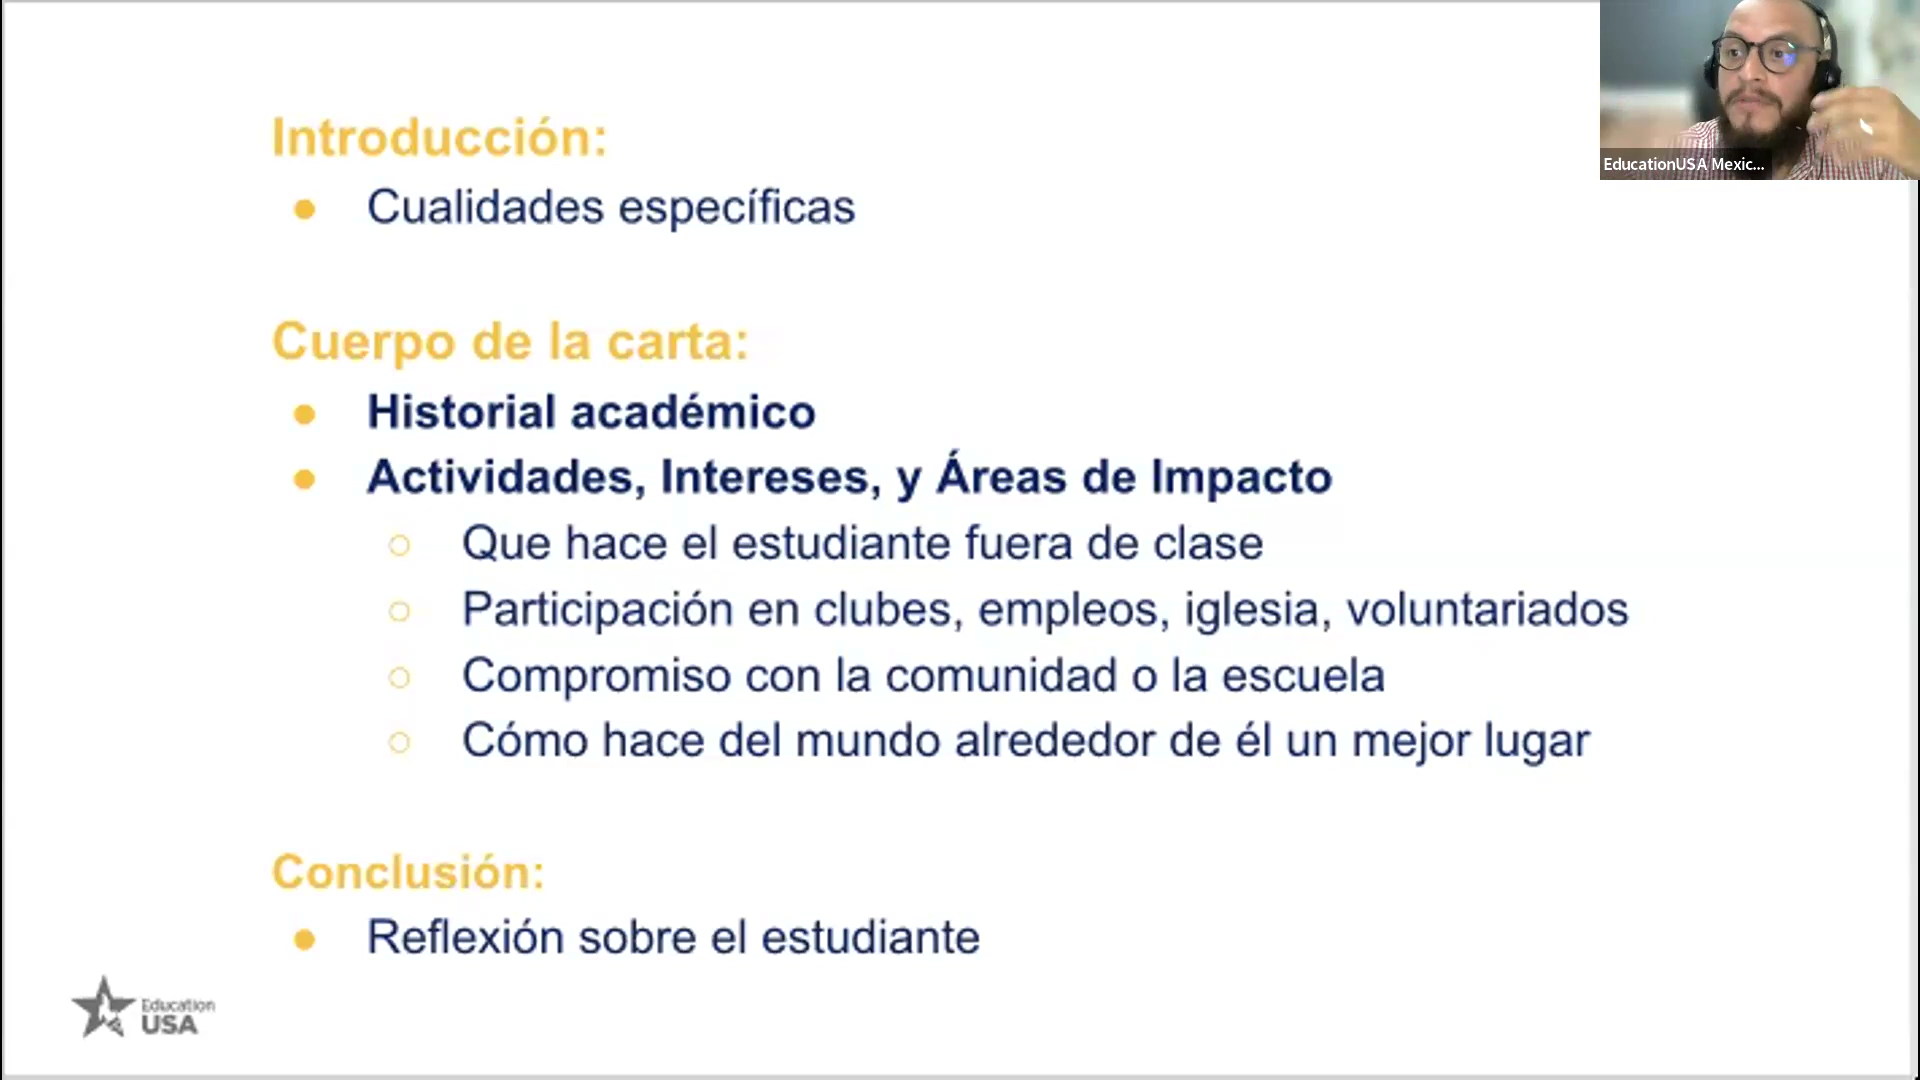 Introducción:
Cualidades específicas
Cuerpo de la carta:
Historial académico
Actividades, Intereses, y Áreas de Impacto
Que hace el estudiante fuera de clase
Participación en clubes, empleos, iglesia, voluntariados
Compromiso con la comunidad o la escuela
Cómo hace del mundo alrededor de él un mejor lugar
Conclusión:
Reflexión sobre el estudiante
Education
USA
EducationUSA Mexic...